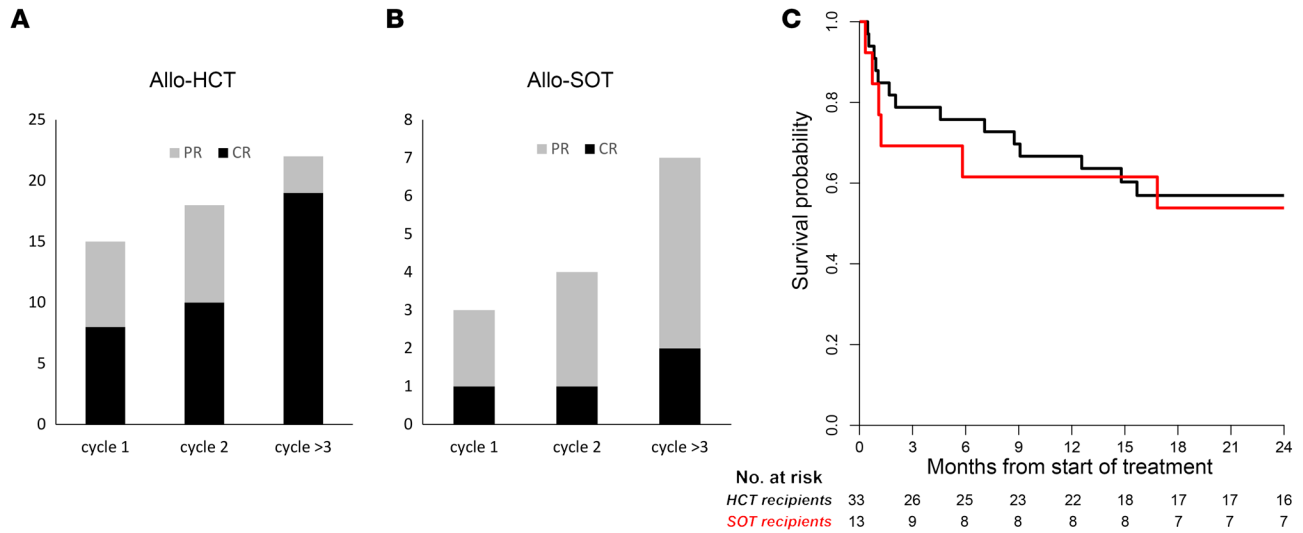 A
Allo-HCT
25
20
15
10
5
0
PR CR
cycle 1 cycle 2 cycle >3
B
Allo-SOT
8
7
6
5
4
3
2
1
0
PR CR
cycle 1 cycle 2 cycle >3
C
Survival probability
1.0
0.8
0.6
0.4
0.2
0.0
0 3 6 9 12 15 18 21 24
Months from start of treatment
No. at risk
HCT recipients 33 26 25 23 22 18 17 17 16
SOT recipients 13 9 8 8 8 8 7 7 7